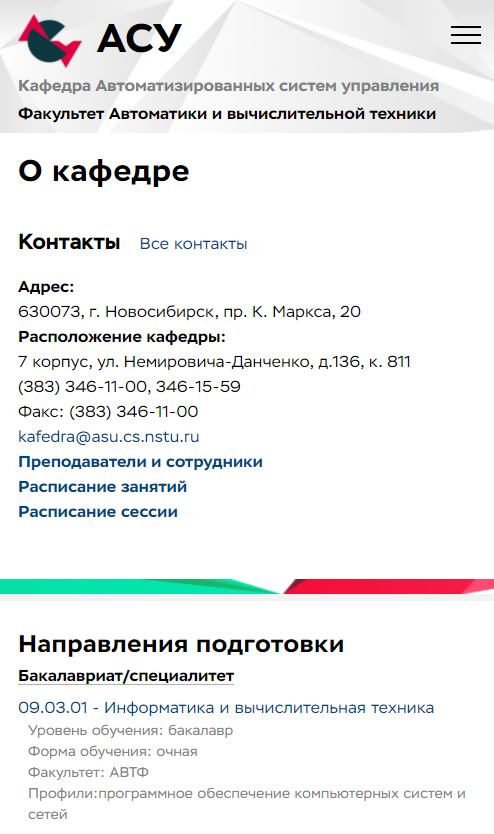 АСУ
Кафедра Автоматизированных систем управления
Факультет Автоматики и вычислительной техники
О кафедре
Контакты Все контакты
Адрес:
630073, г. Новосибирск, пр. К. Маркса, 20
Расположение кафедры:
7 корпус, ул. Немировича-Данченко, д.136, к. 811
(383) 346-11-00, 346-15-59
Факс: (383) 346-11-00
kafedra@asu.cs.nstu.ru
Преподаватели и сотрудники
Расписание занятий
Расписание сессии
Направления подготовки
Бакалавриат/специалитет
09.03.01 - Информатика и вычислительная техника
Уровень обучения: бакалавр
Форма обучения: очная
Факультет: АВТФ
Профили:программное обеспечение компьютерных систем и
сетей